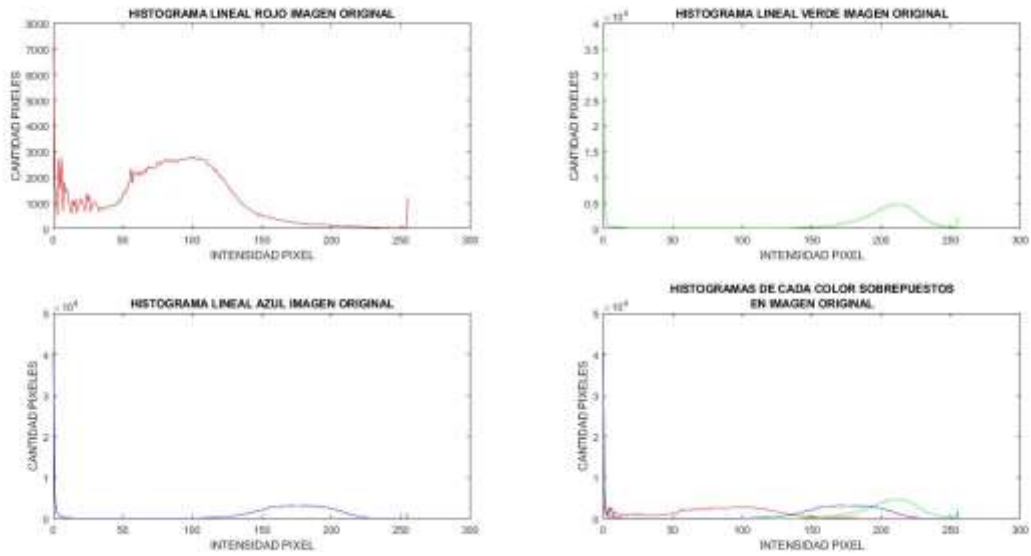 HISTOGRAMA LINEAL ROJO IMAGEN ORIGINAL
8000
7000
6000
5000
4000
3000
2000
1000
0
CANTIDAD PIXELES
0 50 100 150 200 250 300
INTENSIDAD PIXEL
HISTOGRAMA LINEAL VERDE IMAGEN ORIGINAL
4
3.5
3
2.5
2
1.5
1
0.5
0
CANTIDAD PIXELES
0 50 100 150 200 250 300
INTENSIDAD PIXEL
HISTOGRAMA LINEAL AZUL IMAGEN ORIGINAL
5
4
3
2
1
0
CANTIDAD PIXELES
0 50 100 150 200 250 300
INTENSIDAD PIXEL
HISTOGRAMAS DE CADA COLOR SOBREPUESTOS
EN IMAGEN ORIGINAL
5
4
3
2
1
0
CANTIDAD PIXELES
0 50 100 150 200 250 300
INTENSIDAD PIXEL